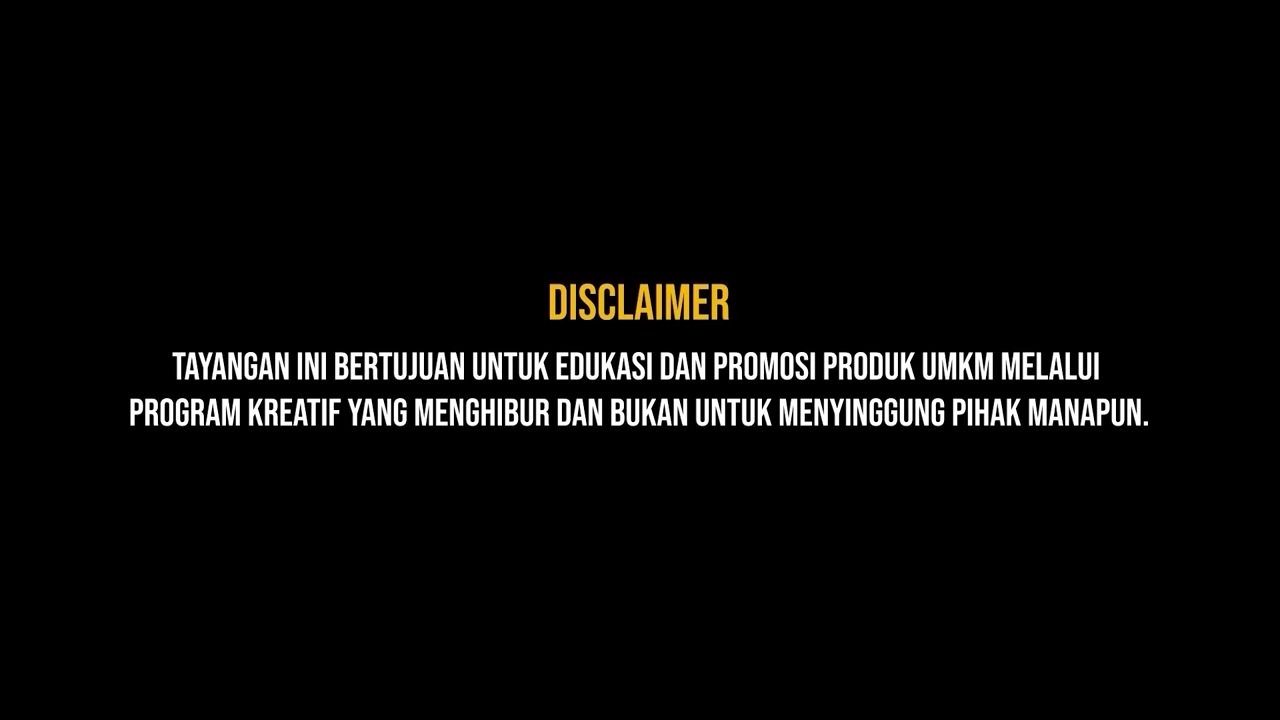 DISCLAIMER
TAYANGAN INI BERTUJUAN UNTUK EDUKASI DAN PROMOSI PRODUK UMKM MELALUI
PROGRAM KREATIF YANG MENGHIBUR DAN BUKAN UNTUK MENYINGGUNG PIHAK MANAPUN.